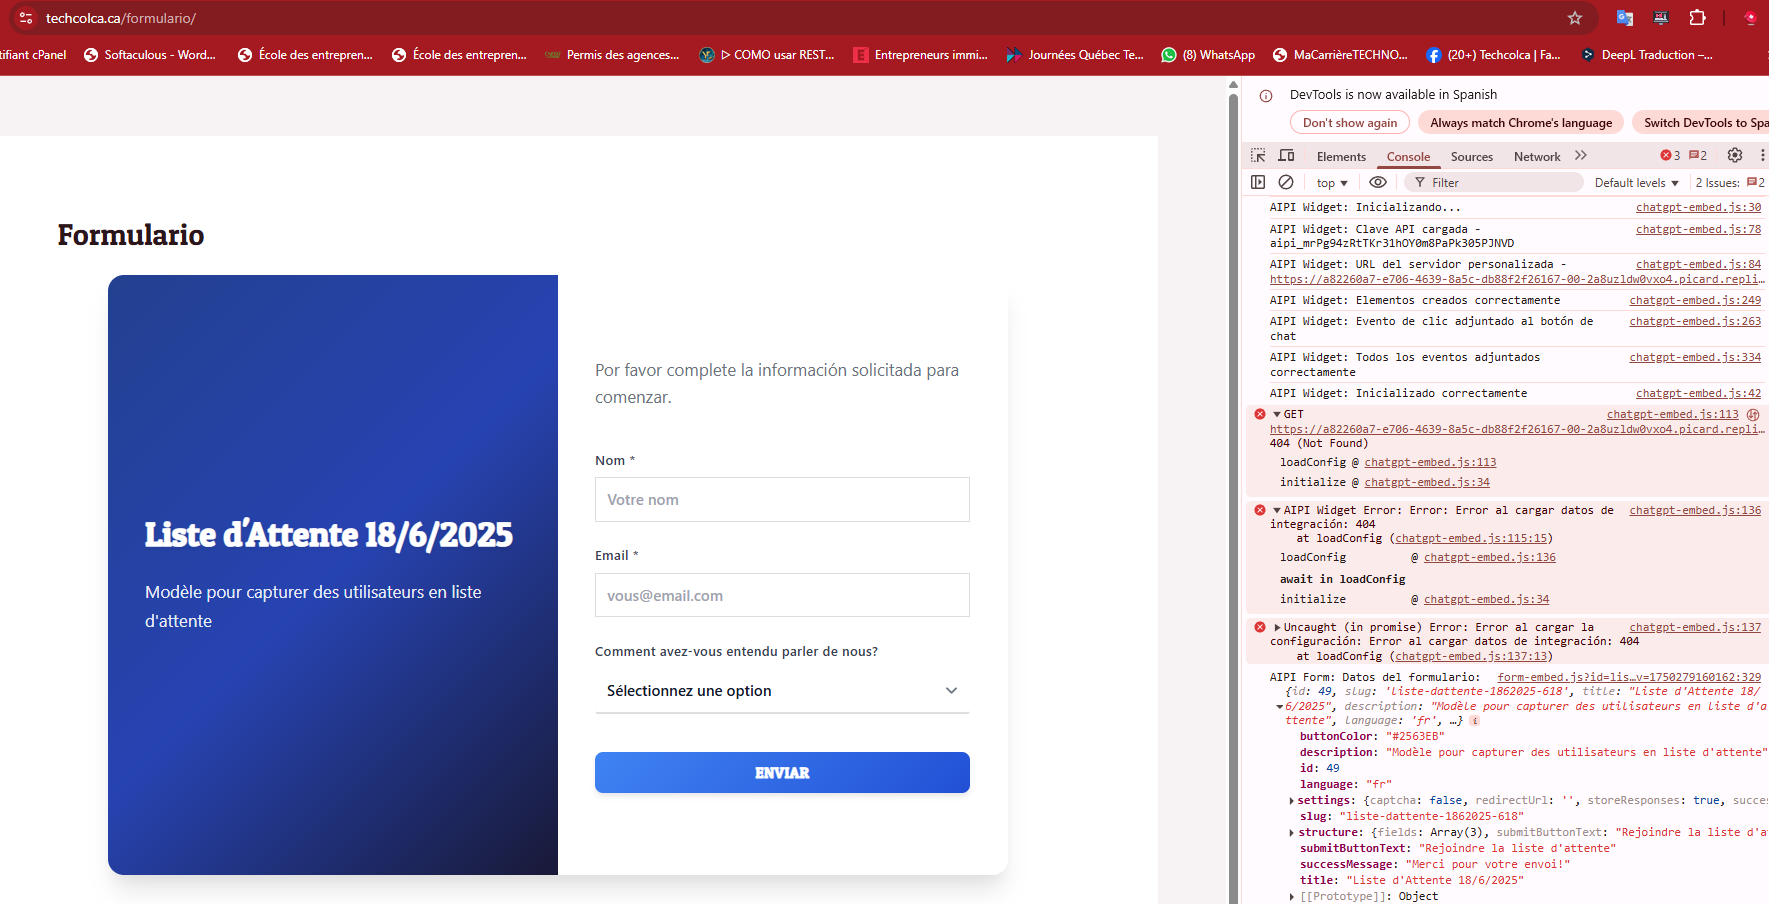 techcolca.ca/formulario/
tifiant cPanel
Softaculous - Word...
École des entrepren...
École des entrepren...
Permis des agences...
ᐅ COMO usar REST...
Entrepreneurs immi...
Journées Québec Te...
(8) WhatsApp
MaCarrièreTECHNO...
(20+) Techcolca | Fa...
DeepL Traduction –...
Formulario
Liste d'Attente 18/6/2025
Modèle pour capturer des utilisateurs en liste
d'attente
Por favor complete la información solicitada para
comenzar.
Nom *
Votre nom
Email *
vous@email.com
Comment avez-vous entendu parler de nous?
Sélectionnez une option
ENVIAR
DevTools is now available in Spanish
Don't show again
Always match Chrome's language
Switch DevTools to Spa
Elements
Console
Sources
Network
3
2
top
Filter
Default levels
2 Issues:
2
AIPI Widget: Inicializando...
chatgpt-embed.js:30
AIPI Widget: Clave API cargada -
chatgpt-embed.js:78
aipi_mrPg94zRtTKr31hOY0m8PaPk305PJNVD
AIPI Widget: URL del servidor personalizada -
chatgpt-embed.js:84
https://a82260a7-e706-4639-8a5c-db88f2f26167-00-2a8uzldw0vxo4.picard.repli…
AIPI Widget: Elementos creados correctamente
chatgpt-embed.js:249
AIPI Widget: Evento de clic adjuntado al botón de
chatgpt-embed.js:263
chat
AIPI Widget: Todos los eventos adjuntados
chatgpt-embed.js:334
correctamente
AIPI Widget: Inicializado correctamente
chatgpt-embed.js:42
GET
chatgpt-embed.js:113
https://a82260a7-e706-4639-8a5c-db88f2f26167-00-2a8uzldw0vxo4.picard.repli…
404 (Not Found)
loadConfig @ chatgpt-embed.js:113
initialize @ chatgpt-embed.js:34
AIPI Widget Error: Error: Error al cargar datos de
chatgpt-embed.js:136
integración: 404
at loadConfig (chatgpt-embed.js:115:15)
loadConfig @ chatgpt-embed.js:136
await in loadConfig
initialize @ chatgpt-embed.js:34
Uncaught (in promise) Error: Error al cargar la
chatgpt-embed.js:137
configuración: Error al cargar datos de integración: 404
at loadConfig (chatgpt-embed.js:137:13)
AIPI Form: Datos del formulario:
form-embed.js?id=lis…v=1750279160162:329
{id: 49, slug: 'liste-dattente-1862025-618', title: "Liste d'Attente 18/
6/2025", description: "Modèle pour capturer des utilisateurs en liste d'a
ttente", language: 'fr', …}
buttonColor: "#2563EB"
description: "Modèle pour capturer des utilisateurs en liste d'attente"
id: 49
language: "fr"
settings: {captcha: false, redirectUrl: '', storeResponses: true, succes
slug: "liste-dattente-1862025-618"
structure: {fields: Array(3), submitButtonText: "Rejoindre la liste d'a
submitButtonText: "Rejoindre la liste d'attente"
successMessage: "Merci pour votre envoi!"
title: "Liste d'Attente 18/6/2025"
[[Prototype]]: Object